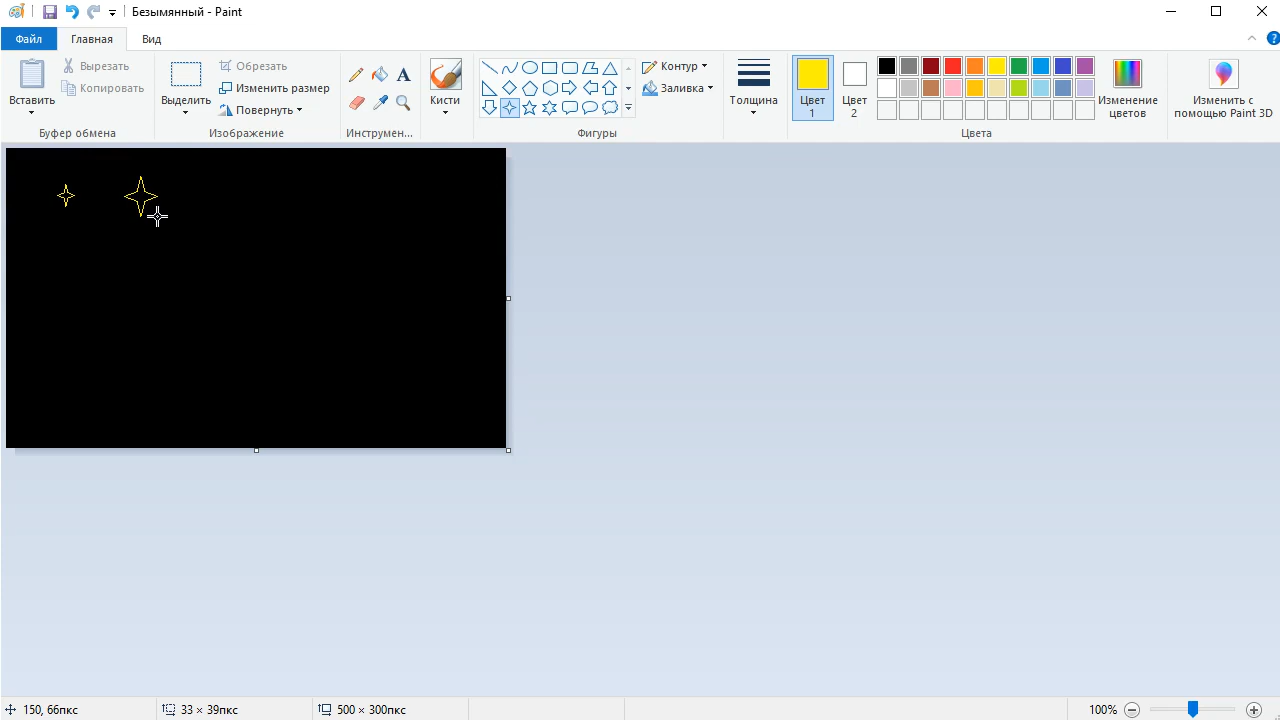 Безымянный - Paint
Файл
Главная
Вид
Вставить
Вырезать
Копировать
Буфер обмена
Выделить
Обрезать
Изменить размер
Повернуть
Изображение
A
Инструмен...
Кисти
Фигуры
Контур
Заливка
Толщина
Цвет
1
Цвет
2
Цвета
Изменение
цветов
Изменить с
помощью Paint 3D
?
150, 66пкс
33 × 39пкс
500 × 300пкс
100%